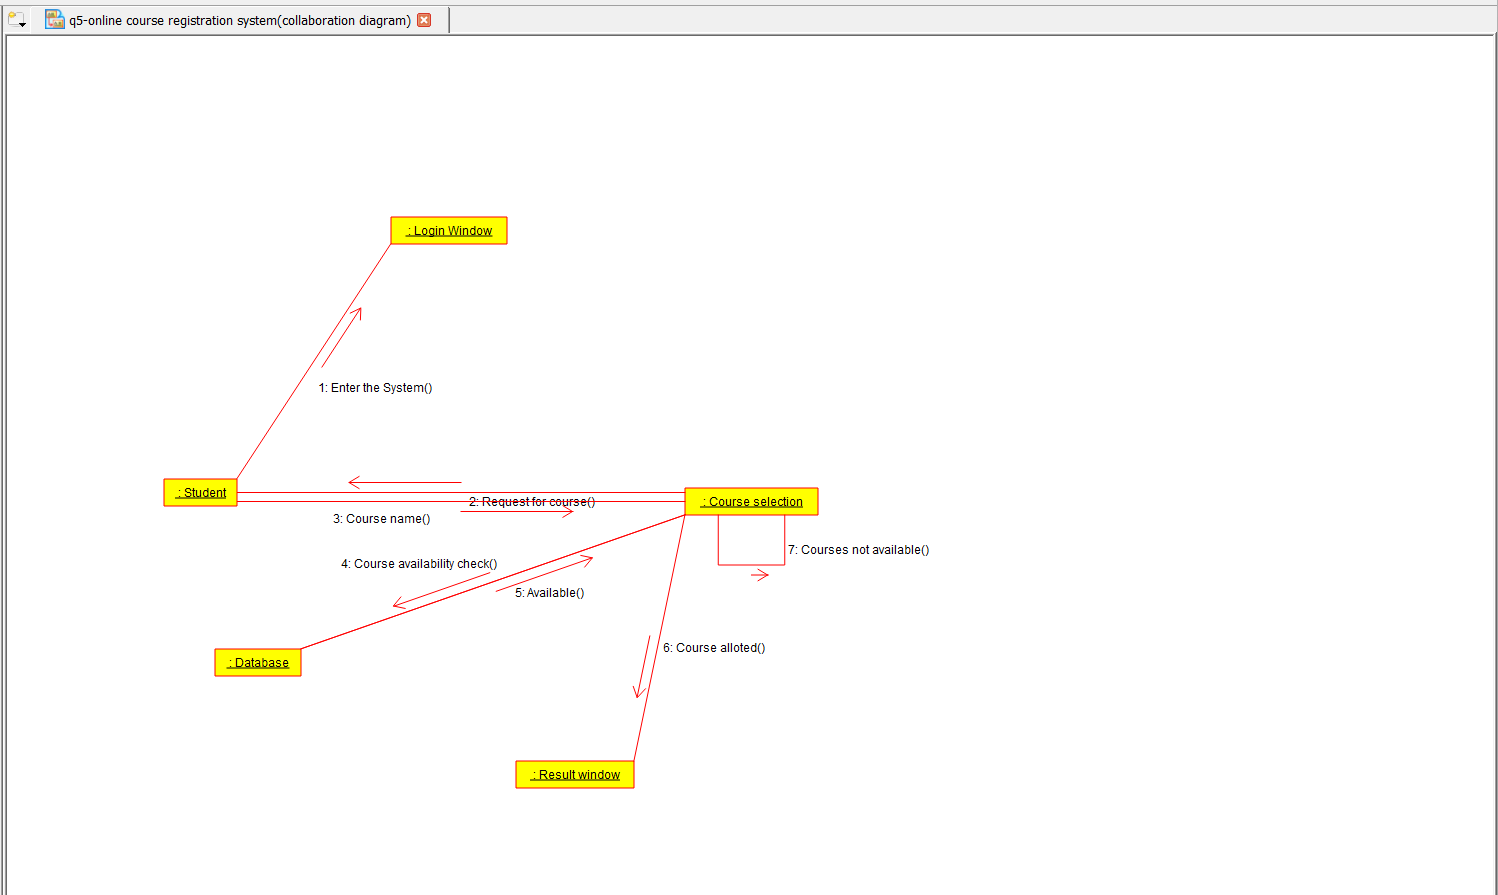 q5-online course registration system(collaboration diagram)
: Login Window
1: Enter the System()
: Student
2: Request for course()
: Course selection
3: Course name()
7: Courses not available()
4: Course availability check()
5: Available()
6: Course alloted()
: Database
: Result window